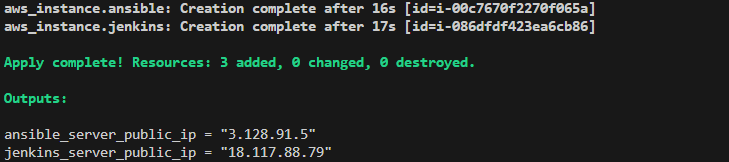 aws_instance.ansible: Creation complete after 16s [id=i-00c7670f2270f065a]
aws_instance.jenkins: Creation complete after 17s [id=i-086dfdf423ea6cb86]
Apply complete! Resources: 3 added, 0 changed, 0 destroyed.
Outputs:
ansible_server_public_ip = "3.128.91.5"
jenkins_server_public_ip = "18.117.88.79"